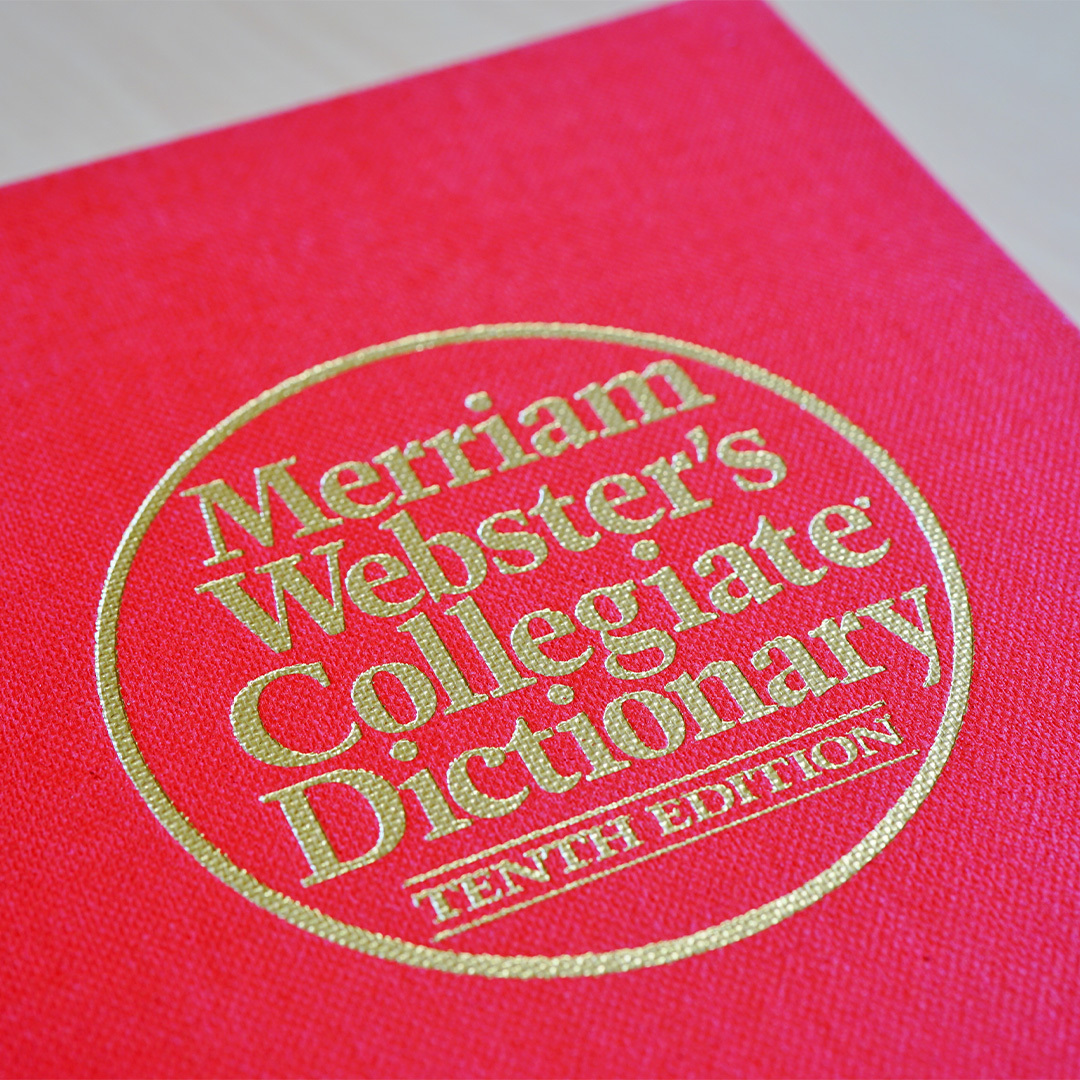 Merriam
Webster's
Collegiate®
Dictionary
TENTH EDITION